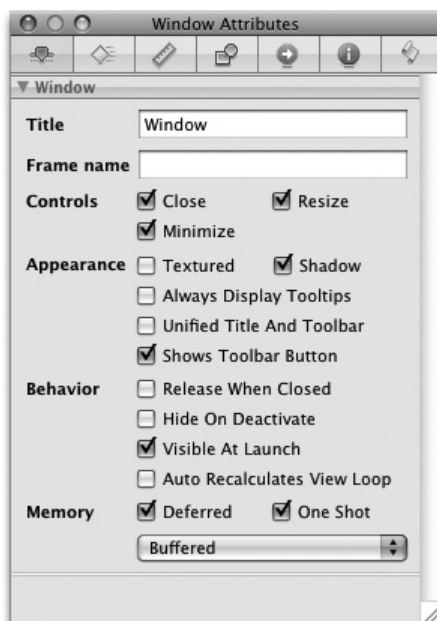 Window Attributes
Window
Title Window
Frame name
Controls Close Resize
Minimize
Appearance Textured Shadow
Always Display Tooltips
Unified Title And Toolbar
Shows Toolbar Button
Behavior Release When Closed
Hide On Deactivate
Visible At Launch
Auto Recalculates View Loop
Memory Deferred One Shot
Buffered